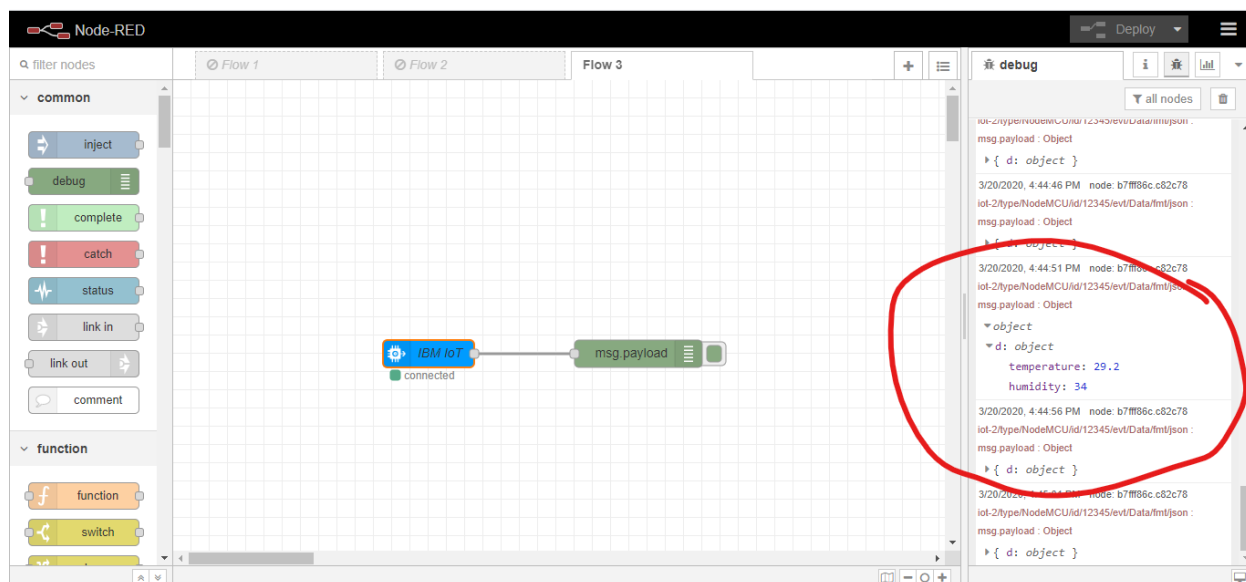 Node-RED
Deploy
filter nodes
Flow 1
Flow 2
Flow 3
debug
i
all nodes
common
inject
debug
complete
catch
status
link in
link out
comment
function
function
switch
IBM IoT
connected
msg.payload
iot-2/type/NodeMCU/id/12345/evt/Data/fmt/json :
msg.payload : Object
{ d: object }
3/20/2020, 4:44:46 PM node: b7fff86c.c82c78
iot-2/type/NodeMCU/id/12345/evt/Data/fmt/json :
msg.payload : Object
{ d: object }
3/20/2020, 4:44:51 PM node: b7fff86c.c82c78
iot-2/type/NodeMCU/id/12345/evt/Data/fmt/json :
msg.payload : Object
object
d: object
temperature: 29.2
humidity: 34
3/20/2020, 4:44:56 PM node: b7fff86c.c82c78
iot-2/type/NodeMCU/id/12345/evt/Data/fmt/json :
msg.payload : Object
{ d: object }
3/20/2020, PM node: b7fff86c.c82c78
iot-2/type/NodeMCU/id/12345/evt/Data/fmt/json :
msg.payload : Object
{ d: object }